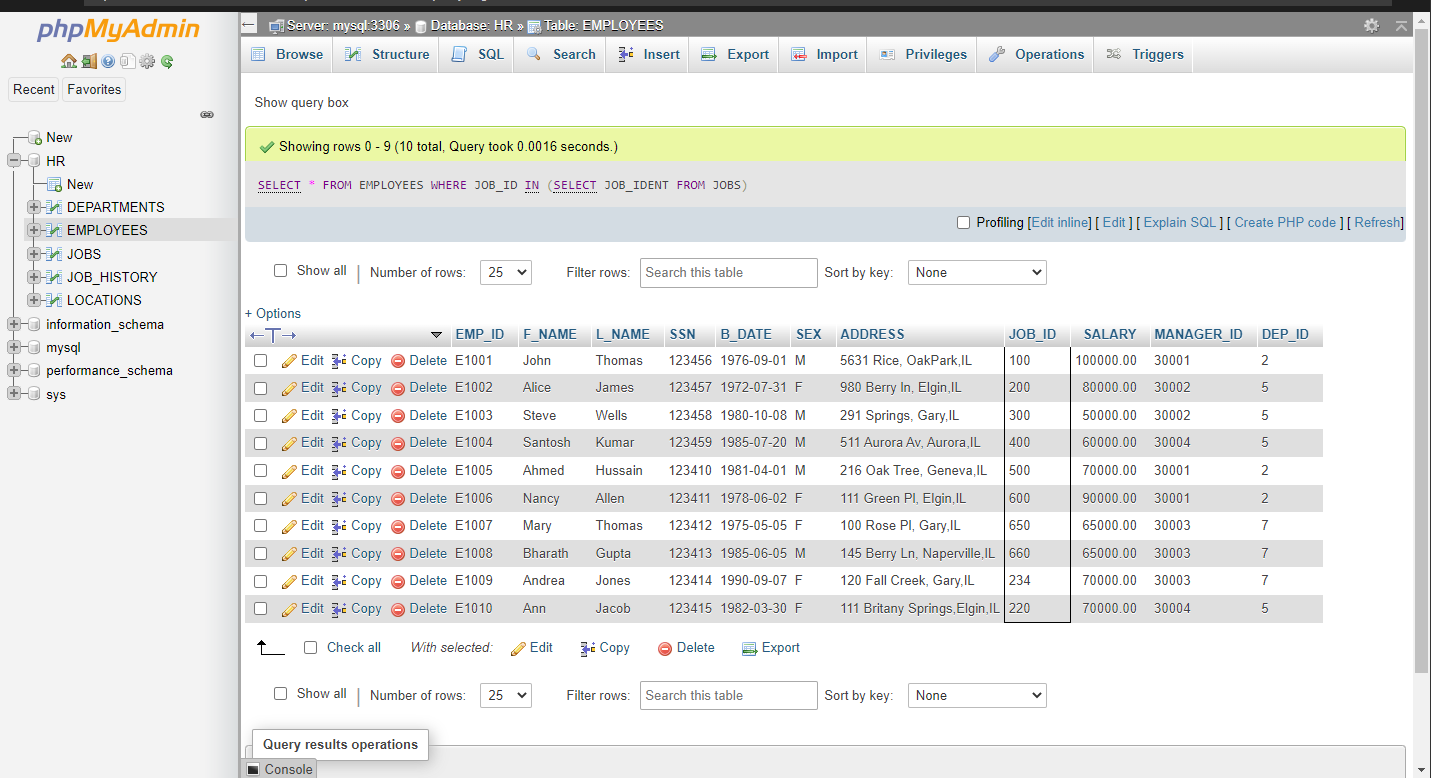 phpMyAdmin
Recent Favorites
New
HR
New
DEPARTMENTS
EMPLOYEES
JOBS
JOB_HISTORY
LOCATIONS
information_schema
mysql
performance_schema
sys
Server: mysql:3306 » Database: HR » Table: EMPLOYEES
Browse Structure SQL Search Insert Export Import Privileges Operations Triggers
Show query box
Showing rows 0 - 9 (10 total, Query took 0.0016 seconds.)
SELECT * FROM EMPLOYEES WHERE JOB_ID IN (SELECT JOB_IDENT FROM JOBS)
Profiling [Edit inline] [ Edit ] [ Explain SQL ] [ Create PHP code ] [ Refresh]
Show all | Number of rows: 25 Filter rows: Search this table Sort by key: None
+ Options
←T→ EMP_ID F_NAME L_NAME SSN B_DATE SEX ADDRESS JOB_ID SALARY MANAGER_ID DEP_ID
Edit Copy Delete E1001 John Thomas 123456 1976-09-01 M 5631 Rice, OakPark,IL 100 100000.00 30001 2
Edit Copy Delete E1002 Alice James 123457 1972-07-31 F 980 Berry ln, Elgin,IL 200 80000.00 30002 5
Edit Copy Delete E1003 Steve Wells 123458 1980-10-08 M 291 Springs, Gary,IL 300 50000.00 30002 5
Edit Copy Delete E1004 Santosh Kumar 123459 1985-07-20 M 511 Aurora Av, Aurora,IL 400 60000.00 30004 5
Edit Copy Delete E1005 Ahmed Hussain 123410 1981-04-01 M 216 Oak Tree, Geneva,IL 500 70000.00 30001 2
Edit Copy Delete E1006 Nancy Allen 123411 1978-06-02 F 111 Green Pl, Elgin,IL 600 90000.00 30001 2
Edit Copy Delete E1007 Mary Thomas 123412 1975-05-05 F 100 Rose Pl, Gary,IL 650 65000.00 30003 7
Edit Copy Delete E1008 Bharath Gupta 123413 1985-06-05 M 145 Berry Ln, Naperville,IL 660 65000.00 30003 7
Edit Copy Delete E1009 Andrea Jones 123414 1990-09-07 F 120 Fall Creek, Gary,IL 234 70000.00 30003 7
Edit Copy Delete E1010 Ann Jacob 123415 1982-03-30 F 111 Britany Springs,Elgin,IL 220 70000.00 30004 5
Check all With selected: Edit Copy Delete Export
Show all | Number of rows: 25 Filter rows: Search this table Sort by key: None
Query results operations
Console